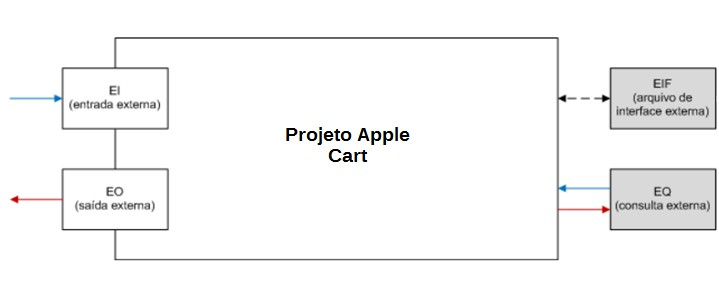 EI
(entrada externa)
EO
(saída externa)
Projeto Apple
Cart
EIF
(arquivo de
interface externa)
EQ
(consulta externa)